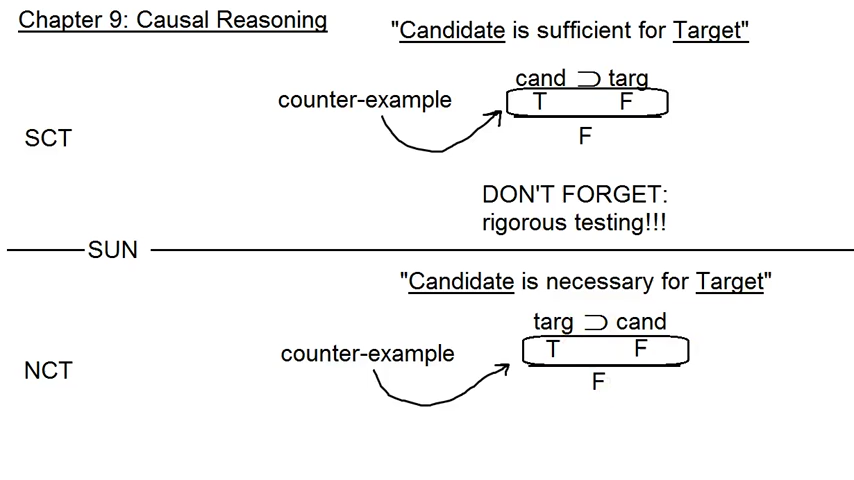 Chapter 9: Causal Reasoning
"Candidate is sufficient for Target"
cand ⊃ targ
counter-example
T F
F
SCT
DON'T FORGET:
rigorous testing!!!
SUN
"Candidate is necessary for Target"
targ ⊃ cand
counter-example
T F
F
NCT